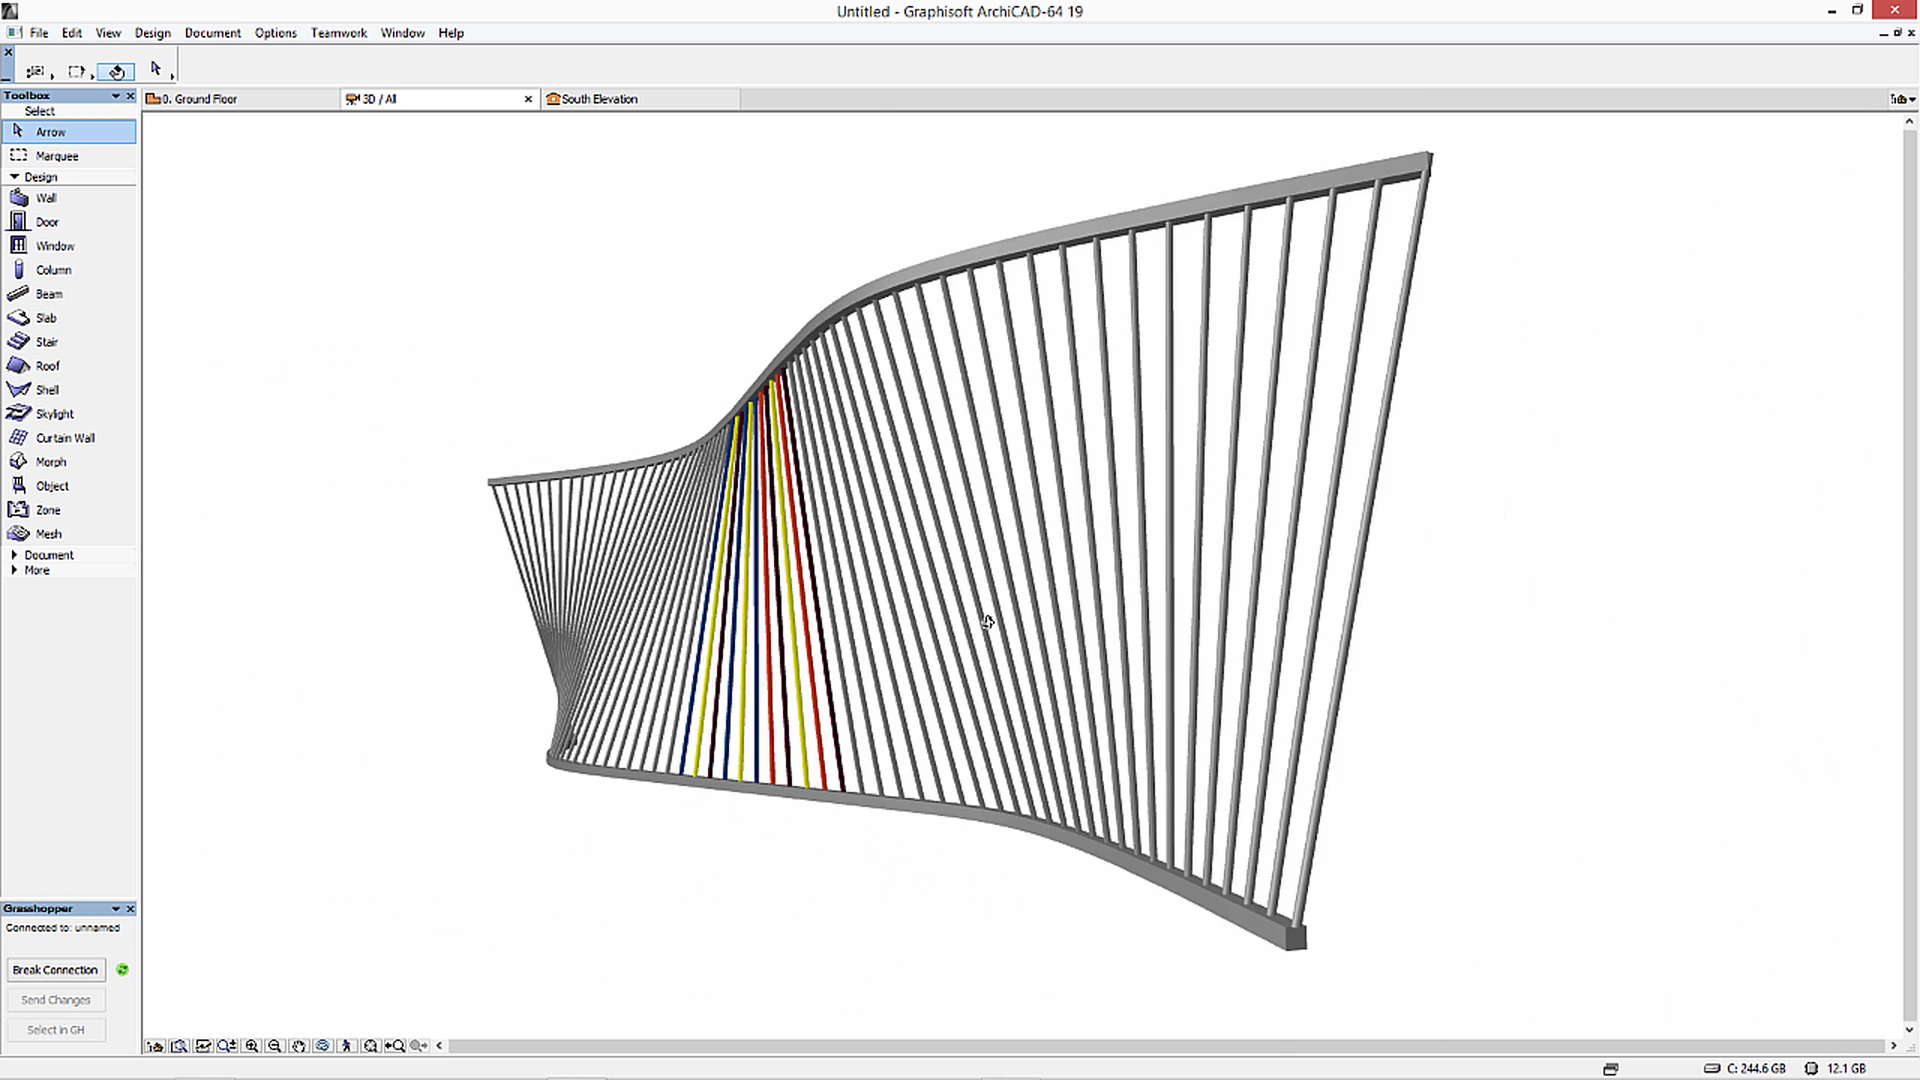 Untitled - Graphisoft ArchiCAD-64 19
File Edit View Design Document Options Teamwork Window Help
Toolbox
0. Ground Floor
3D / All
South Elevation
Select
Arrow
Marquee
Design
Wall
Door
Window
Column
Beam
Slab
Stair
Roof
Shell
Skylight
Curtain Wall
Morph
Object
Zone
Mesh
Document
More
Grasshopper
Connected to: unnamed
Break Connection
Send Changes
Select in GH
C: 244.6 GB
12.1 GB